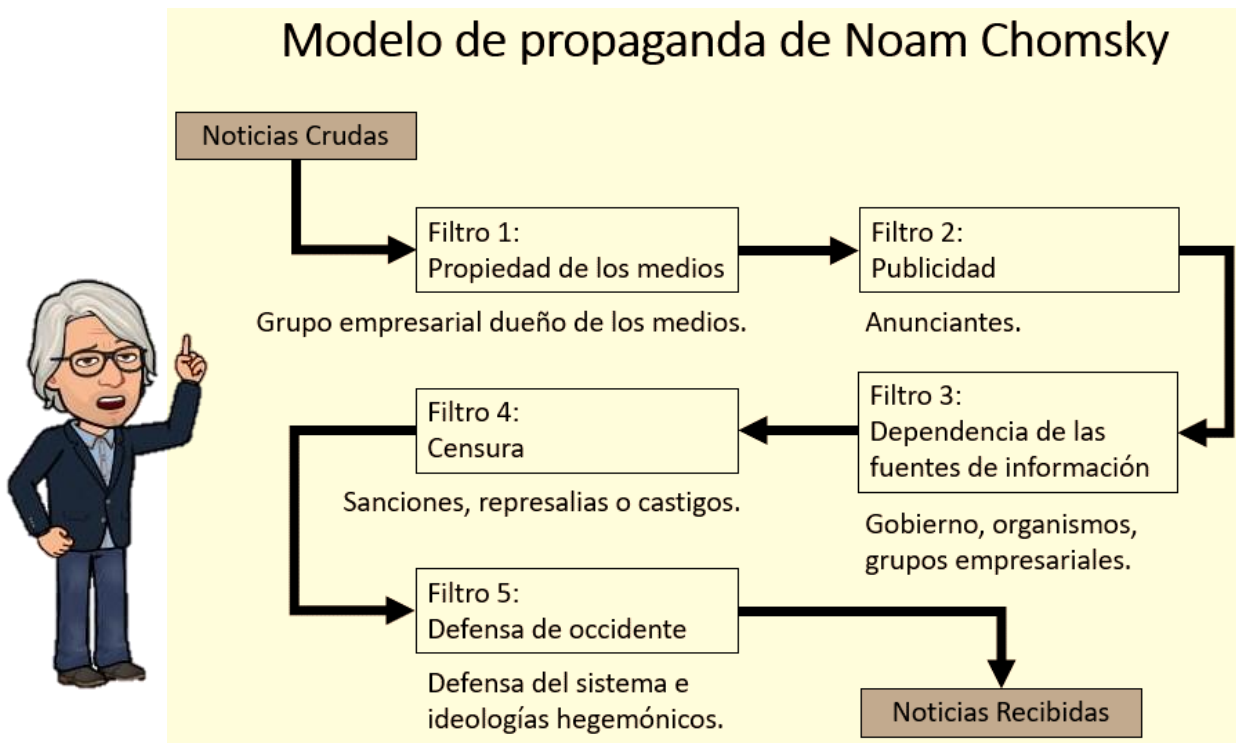 Modelo de propaganda de Noam Chomsky
Noticias Crudas
Filtro 1:
Propiedad de los medios
Grupo empresarial dueño de los medios.
Filtro 2:
Publicidad
Anunciantes.
Filtro 3:
Dependencia de las
fuentes de información
Gobierno, organismos,
grupos empresariales.
Filtro 4:
Censura
Sanciones, represalias o castigos.
Filtro 5:
Defensa de occidente
Defensa del sistema e
ideologías hegemónicos.
Noticias Recibidas